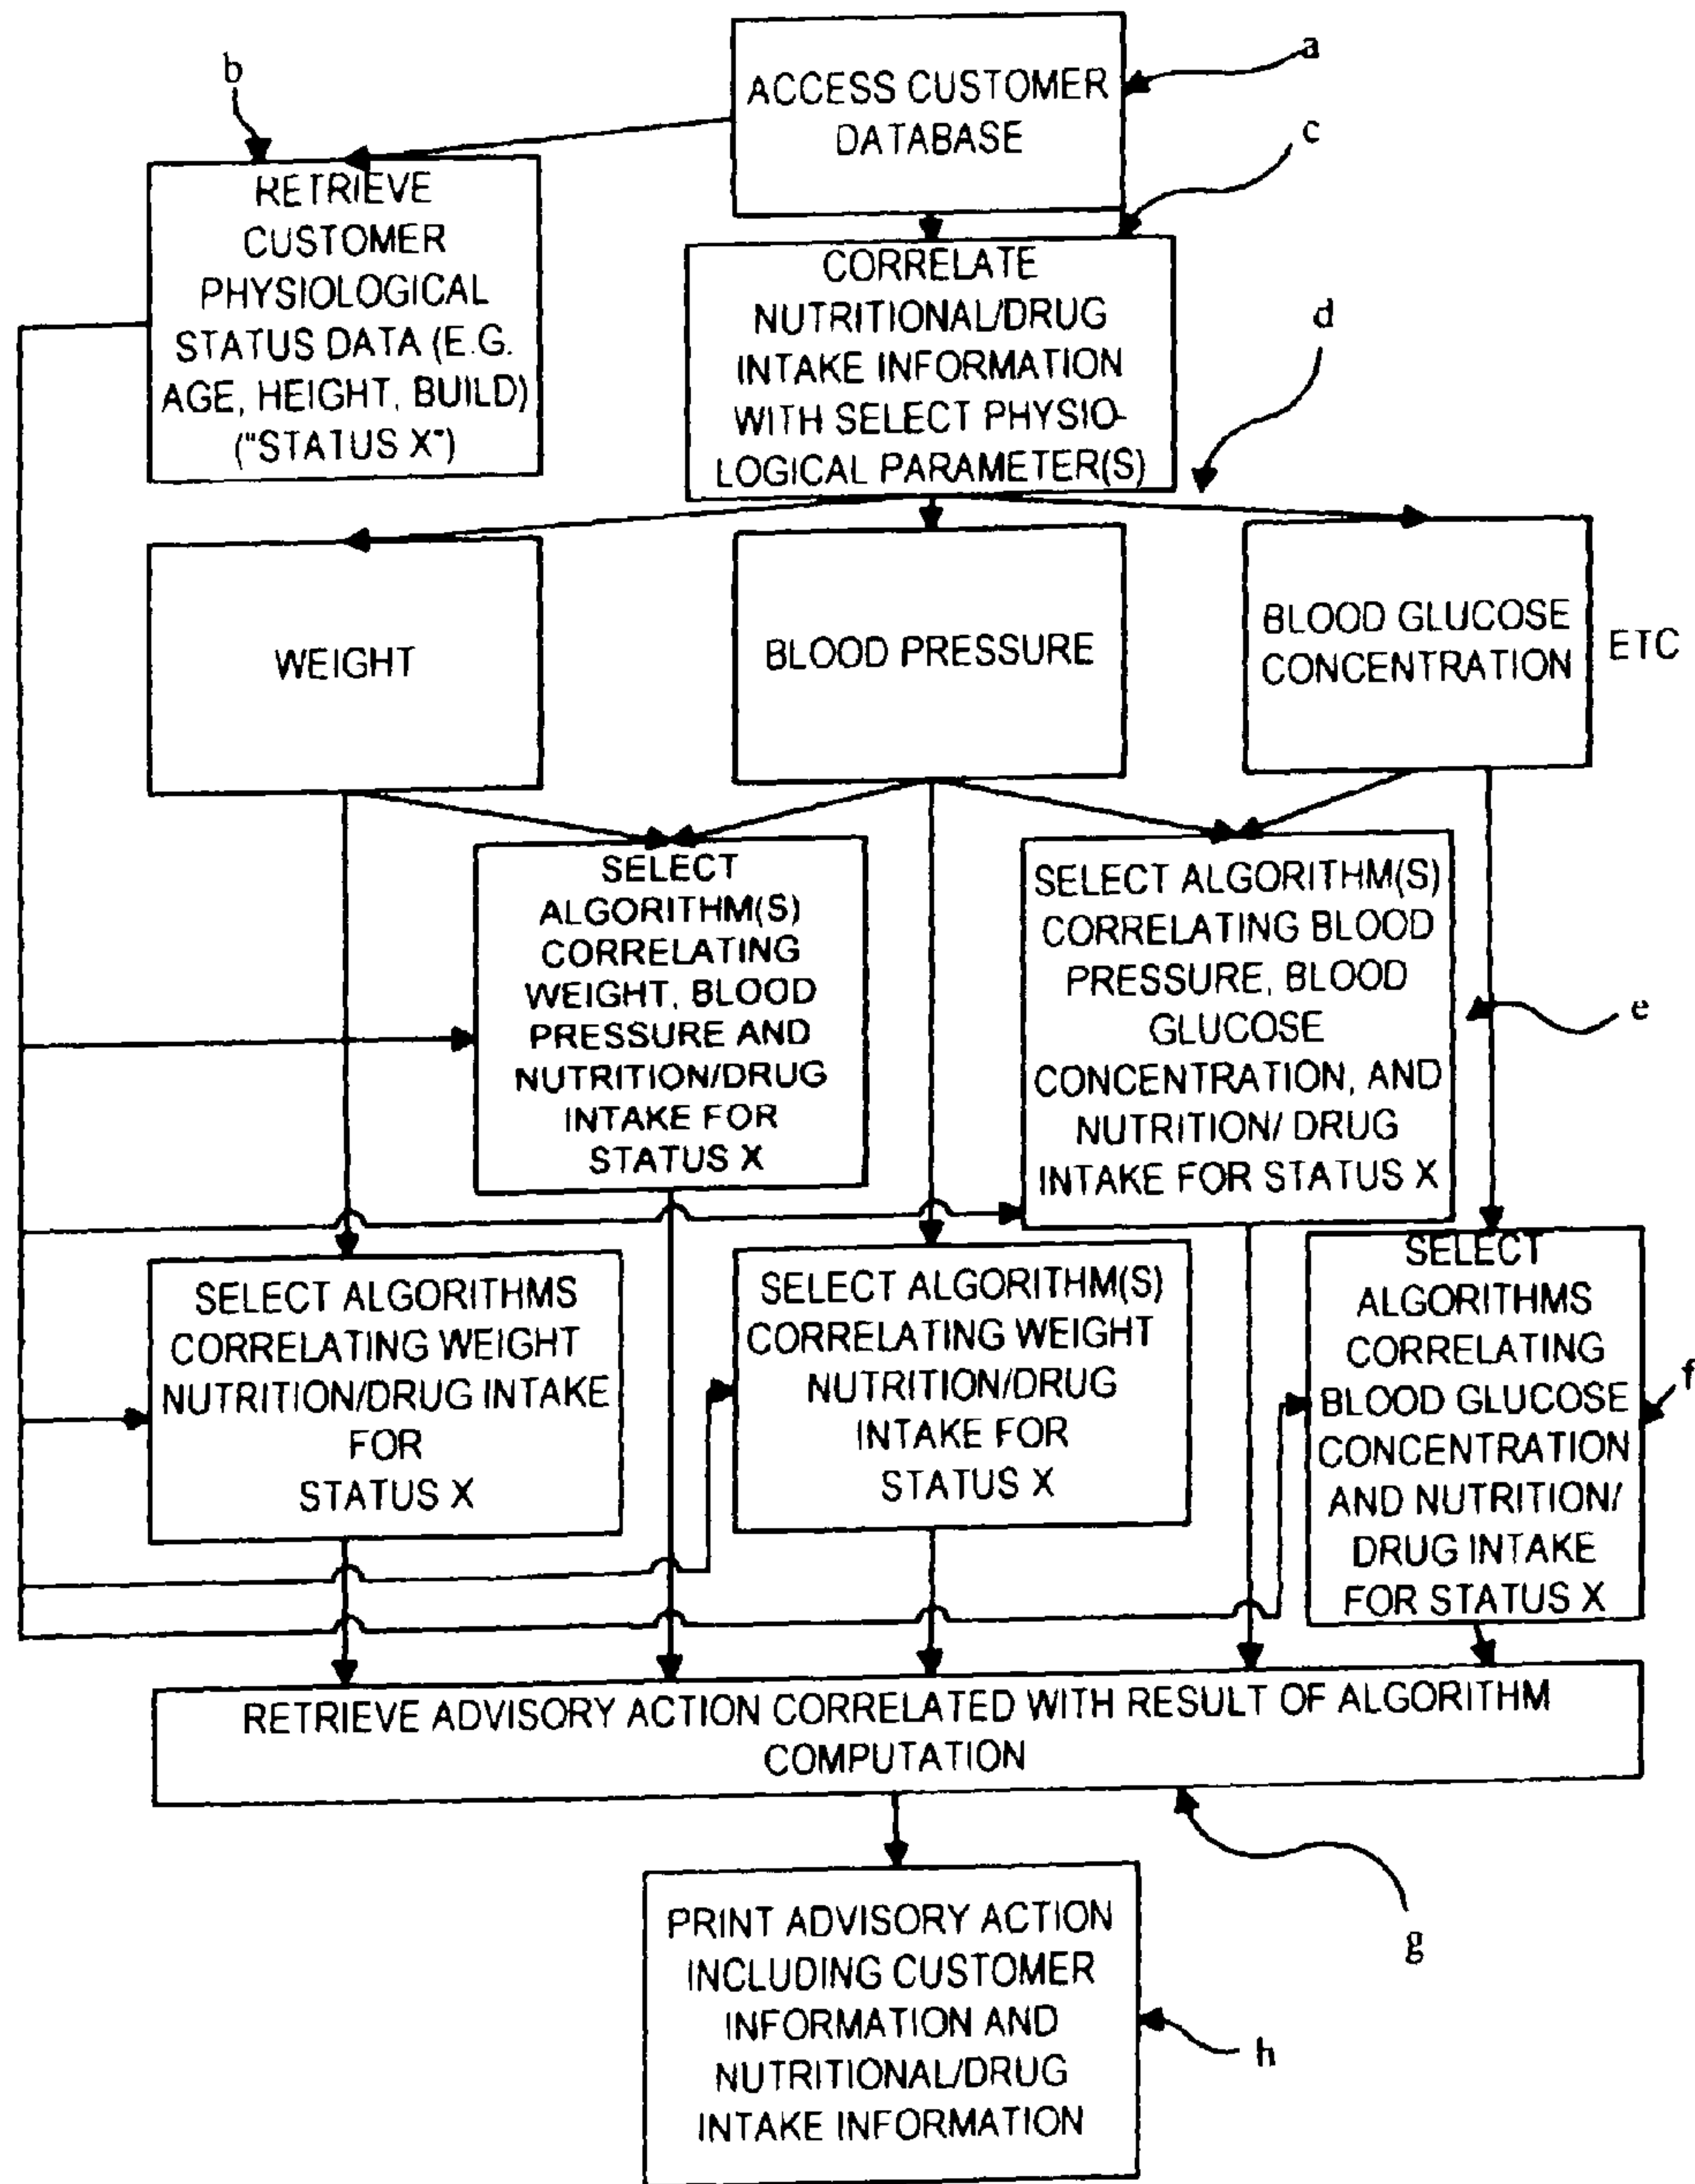 a
ACCESS CUSTOMER
DATABASE
b
RETRIEVE
CUSTOMER
PHYSIOLOGICAL
STATUS DATA (E.G.
AGE, HEIGHT, BUILD)
("STATUS X")
c
CORRELATE
NUTRITIONAL/DRUG
INTAKE INFORMATION
WITH SELECT PHYSIO-
LOGICAL PARAMETER(S)
d
WEIGHT
BLOOD PRESSURE
BLOOD GLUCOSE
CONCENTRATION
ETC
SELECT
ALGORITHM(S)
CORRELATING
WEIGHT, BLOOD
PRESSURE AND
NUTRITION/DRUG
INTAKE FOR
STATUS X
SELECT ALGORITHM(S)
CORRELATING BLOOD
PRESSURE, BLOOD
GLUCOSE
CONCENTRATION, AND
NUTRITION/ DRUG
INTAKE FOR STATUS X
e
SELECT ALGORITHMS
CORRELATING WEIGHT
NUTRITION/DRUG INTAKE
FOR
STATUS X
SELECT ALGORITHM(S)
CORRELATING WEIGHT
NUTRITION/DRUG
INTAKE FOR
STATUS X
SELECT
ALGORITHMS
CORRELATING
BLOOD GLUCOSE
CONCENTRATION
AND NUTRITION/
DRUG INTAKE
FOR STATUS X
f
RETRIEVE ADVISORY ACTION CORRELATED WITH RESULT OF ALGORITHM
COMPUTATION
g
PRINT ADVISORY ACTION
INCLUDING CUSTOMER
INFORMATION AND
NUTRITIONAL/DRUG
INTAKE INFORMATION
h